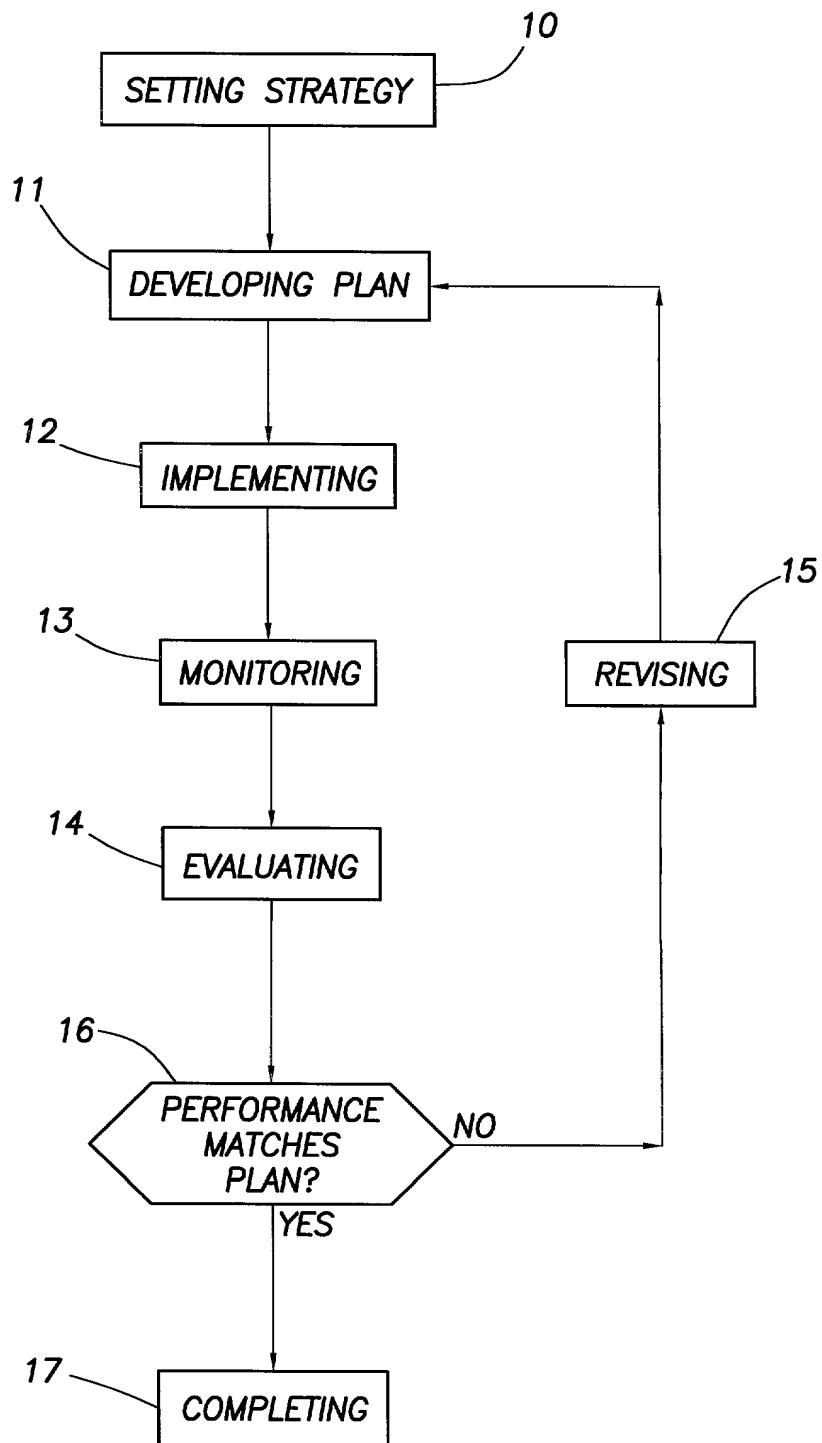 10
SETTING STRATEGY
11
DEVELOPING PLAN
12
IMPLEMENTING
13
MONITORING
15
REVISING
14
EVALUATING
16
PERFORMANCE
MATCHES
PLAN?
NO
YES
17
COMPLETING